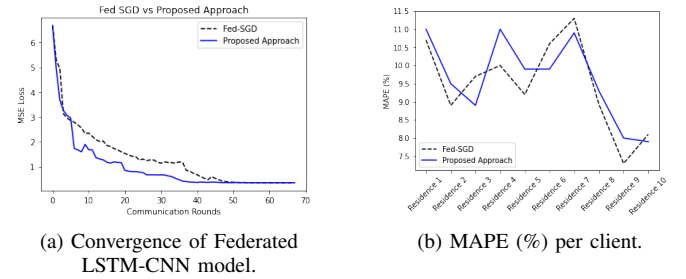 Fed SGD vs Proposed Approach
Fed-SGD
Proposed Approach
MSE Loss
6
5
4
3
2
1
0 10 20 30 40 50 60 70
Communication Rounds
(a) Convergence of Federated
LSTM-CNN model.
MAPE (%)
11.5
11.0
10.5
10.0
9.5
9.0
8.5
8.0
7.5
Fed-SGD
Proposed Approach
Residence 1
Residence 2
Residence 3
Residence 4
Residence 5
Residence 6
Residence 7
Residence 8
Residence 9
Residence 10
(b) MAPE (%) per client.